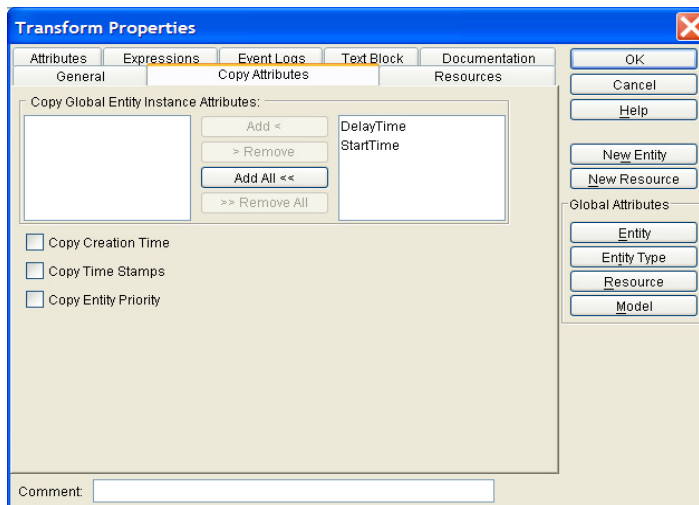 Transform Properties
Attributes Expressions Event Logs Text Block Documentation
General Copy Attributes Resources
Copy Global Entity Instance Attributes:
Add <
> Remove
Add All <<
>> Remove All
DelayTime
StartTime
Copy Creation Time
Copy Time Stamps
Copy Entity Priority
OK
Cancel
Help
New Entity
New Resource
Global Attributes
Entity
Entity Type
Resource
Model
Comment: